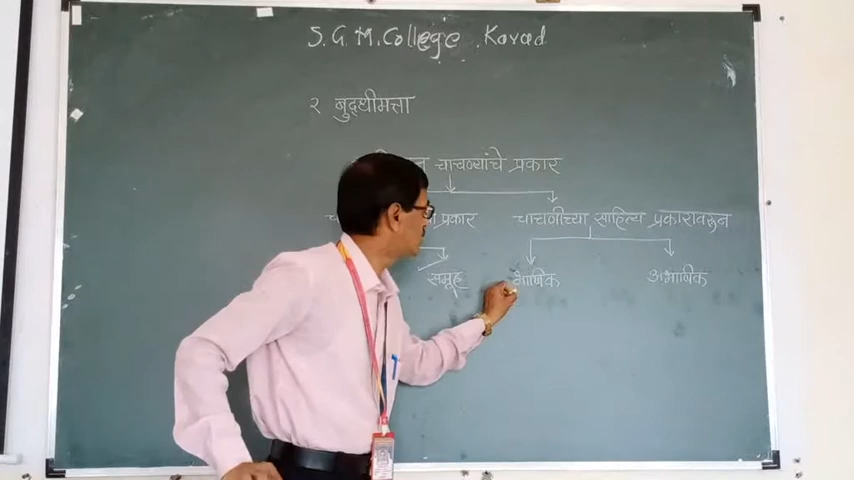 S. G. M. College . Karad
२ बुद्धीमत्ता
चाचण्यांचे प्रकार
प्रकार चाचणीच्या साहित्य प्रकारावरून
समूह भाषिक अभाषिक